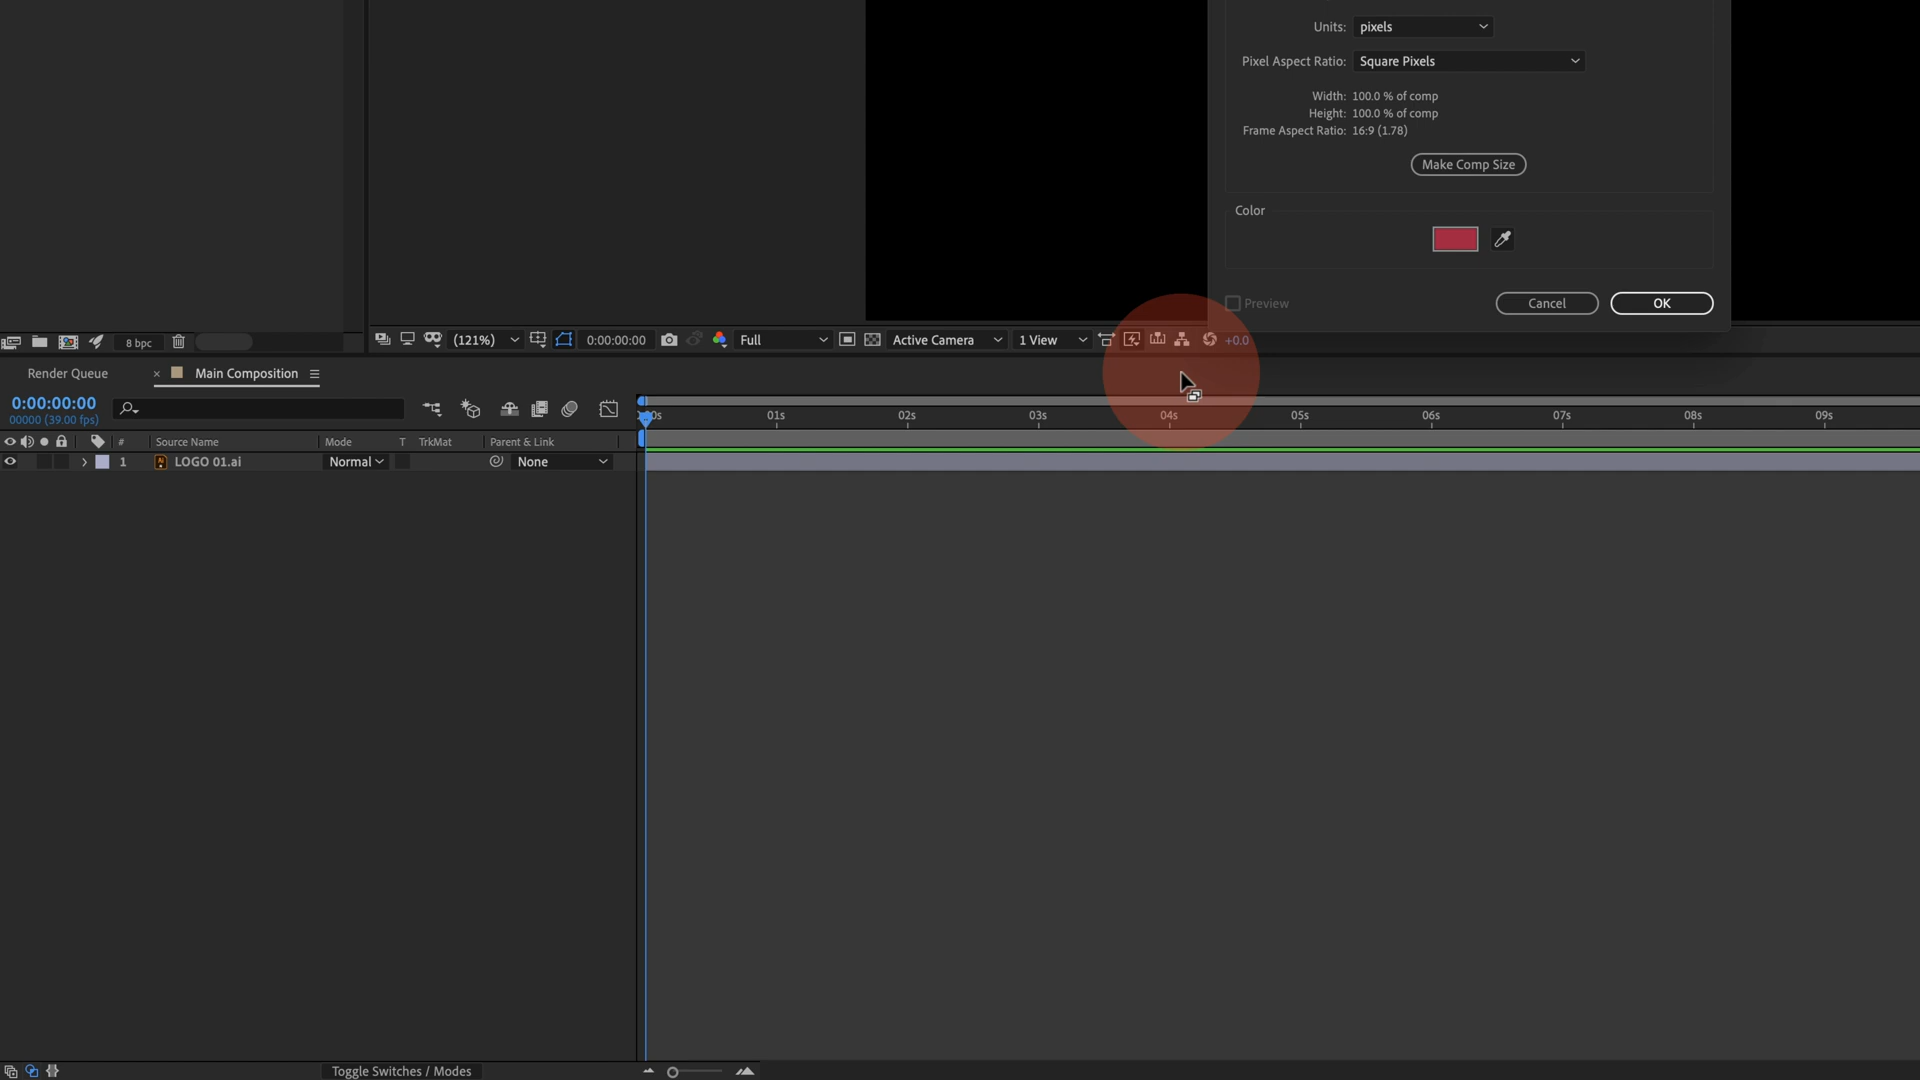 Units: pixels
Pixel Aspect Ratio: Square Pixels
Width: 100.0 % of comp
Height: 100.0 % of comp
Frame Aspect Ratio: 16:9 (1.78)
Make Comp Size
Color
Preview Cancel OK
8 bpc (121%) 0:00:00:00 Full Active Camera 1 View +0.0
Render Queue × Main Composition
0:00:00:00
00000 (39.00 fps)
01s 02s 03s 04s 05s 06s 07s 08s 09s
# Source Name Mode T TrkMat Parent & Link
1 Ai LOGO 01.ai Normal None
Toggle Switches / Modes